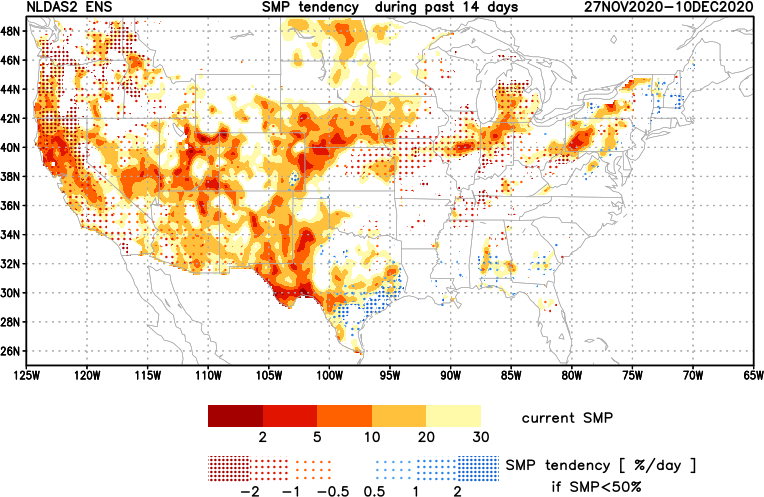 NLDAS2 ENS SMP tendency during past 14 days 27NOV2020−10DEC2020
48N
46N
44N
42N
40N
38N
36N
34N
32N
30N
28N
26N
125W 120W 115W 110W 105W 100W 95W 90W 85W 80W 75W 70W 65W
current SMP
2 5 10 20 30
SMP tendency [ %/day ]
−2 −1 −0.5 0.5 1 2
if SMP<50%